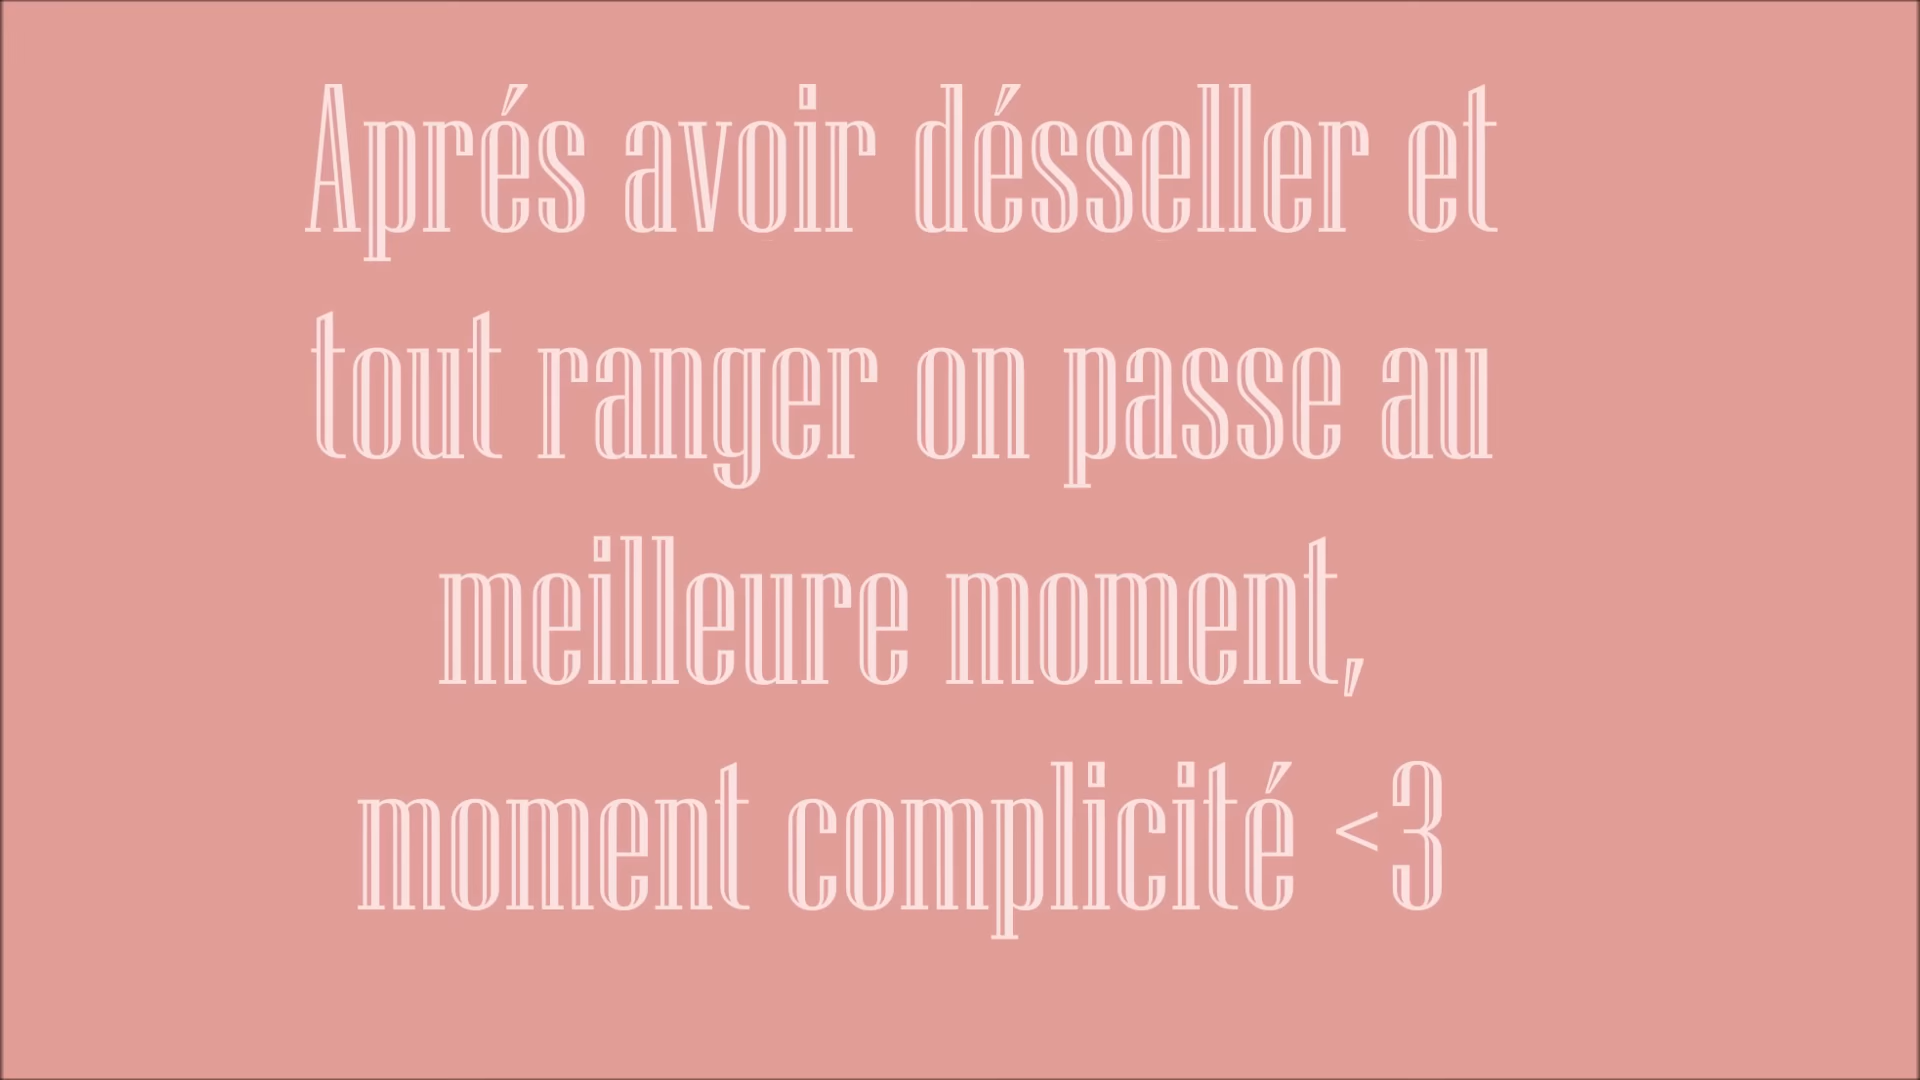 Aprés avoir désseller et
tout ranger on passe au
meilleure moment,
moment complicité <3